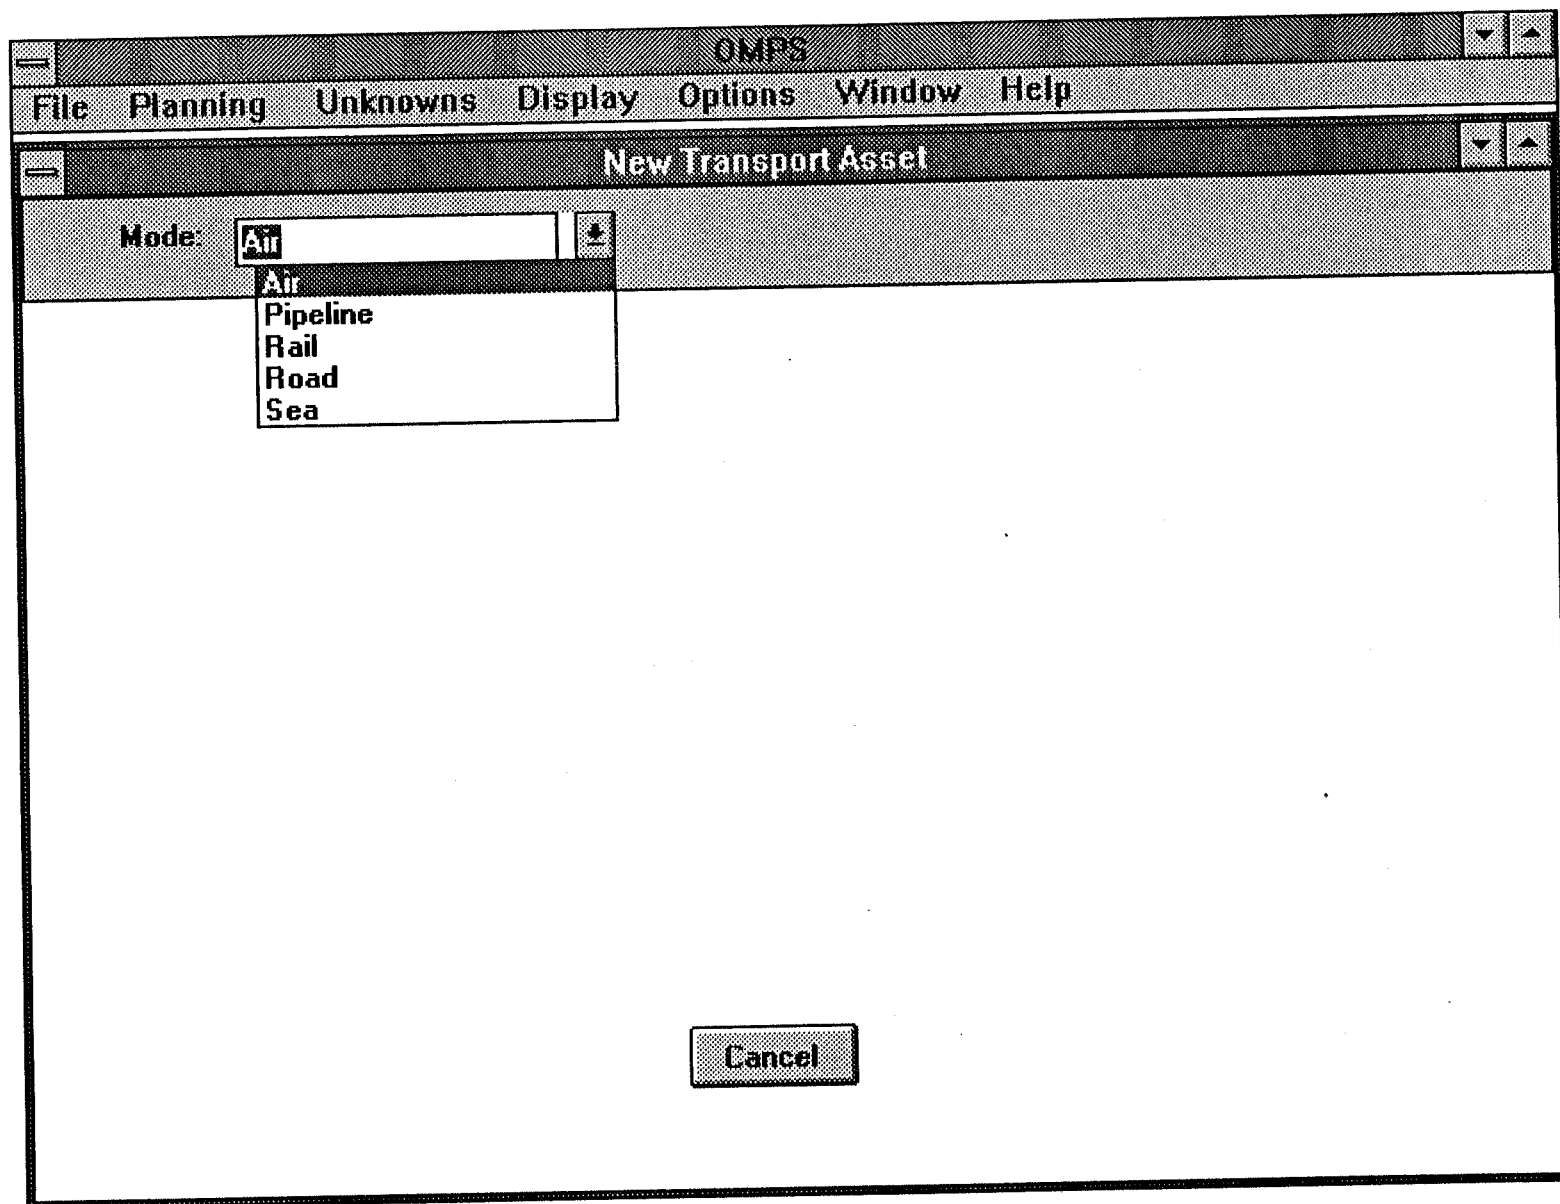 OMPS
File Planning Unknowns Display Options Window Help
New Transport Asset
Mode: Air
Air
Pipeline
Rail
Road
Sea
Cancel